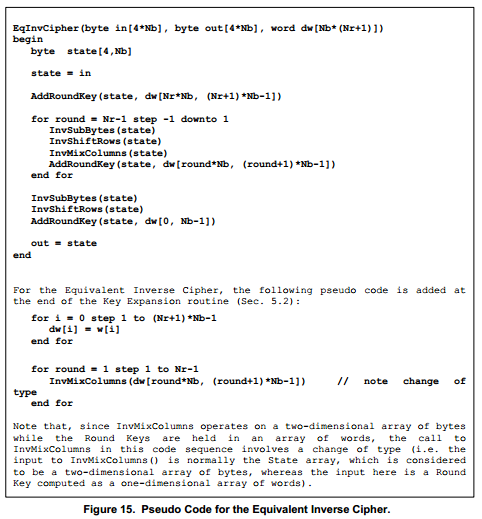 EqInvCipher(byte in[4*Nb], byte out[4*Nb], word dw[Nb*(Nr+1)])
begin
byte state[4,Nb]
state = in
AddRoundKey(state, dw[Nr*Nb, (Nr+1)*Nb-1])
for round = Nr-1 step -1 downto 1
InvSubBytes(state)
InvShiftRows(state)
InvMixColumns(state)
AddRoundKey(state, dw[round*Nb, (round+1)*Nb-1])
end for
InvSubBytes(state)
InvShiftRows(state)
AddRoundKey(state, dw[0, Nb-1])
out = state
end
For the Equivalent Inverse Cipher, the following pseudo code is added at
the end of the Key Expansion routine (Sec. 5.2):
for i = 0 step 1 to (Nr+1)*Nb-1
dw[i] = w[i]
end for
for round = 1 step 1 to Nr-1
InvMixColumns(dw[round*Nb, (round+1)*Nb-1]) // note change of
type
end for
Note that, since InvMixColumns operates on a two-dimensional array of bytes
while the Round Keys are held in an array of words, the call to
InvMixColumns in this code sequence involves a change of type (i.e. the
input to InvMixColumns() is normally the State array, which is considered
to be a two-dimensional array of bytes, whereas the input here is a Round
Key computed as a one-dimensional array of words).
Figure 15. Pseudo Code for the Equivalent Inverse Cipher.